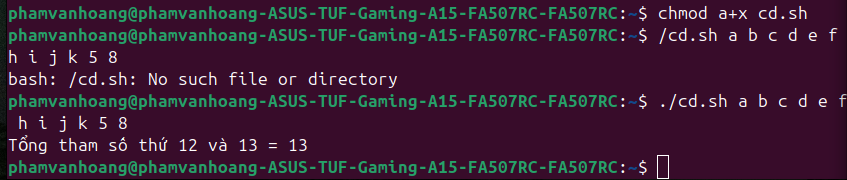 phamvanhoang@phamvanhoang-ASUS-TUF-Gaming-A15-FA507RC-FA507RC:~$ chmod a+x cd.sh
phamvanhoang@phamvanhoang-ASUS-TUF-Gaming-A15-FA507RC-FA507RC:~$ /cd.sh a b c d e f
h i j k 5 8
bash: /cd.sh: No such file or directory
phamvanhoang@phamvanhoang-ASUS-TUF-Gaming-A15-FA507RC-FA507RC:~$ ./cd.sh a b c d e f
h i j k 5 8
Tổng tham số thứ 12 và 13 = 13
phamvanhoang@phamvanhoang-ASUS-TUF-Gaming-A15-FA507RC-FA507RC:~$